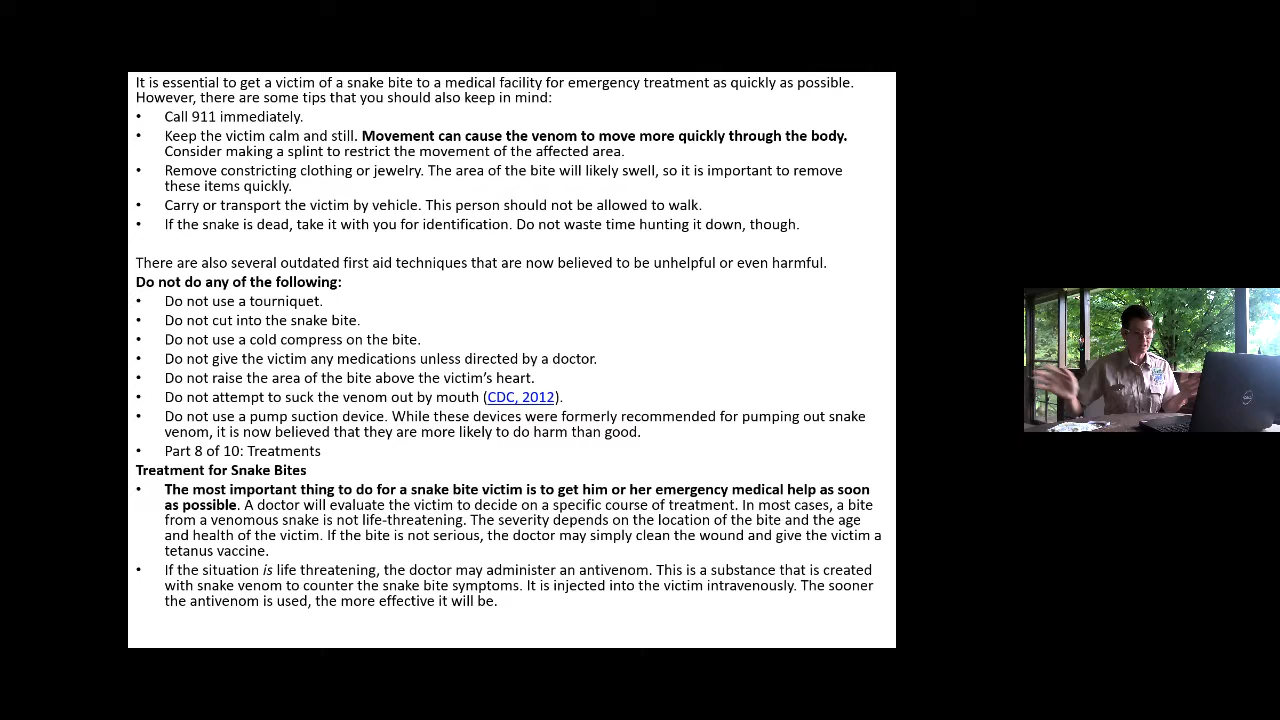 It is essential to get a victim of a snake bite to a medical facility for emergency treatment as quickly as possible.
However, there are some tips that you should also keep in mind:
• Call 911 immediately.
• Keep the victim calm and still. Movement can cause the venom to move more quickly through the body.
Consider making a splint to restrict the movement of the affected area.
• Remove constricting clothing or jewelry. The area of the bite will likely swell, so it is important to remove
these items quickly.
• Carry or transport the victim by vehicle. This person should not be allowed to walk.
• If the snake is dead, take it with you for identification. Do not waste time hunting it down, though.
There are also several outdated first aid techniques that are now believed to be unhelpful or even harmful.
Do not do any of the following:
• Do not use a tourniquet.
• Do not cut into the snake bite.
• Do not use a cold compress on the bite.
• Do not give the victim any medications unless directed by a doctor.
• Do not raise the area of the bite above the victim's heart.
• Do not attempt to suck the venom out by mouth (CDC, 2012).
• Do not use a pump suction device. While these devices were formerly recommended for pumping out snake
venom, it is now believed that they are more likely to do harm than good.
• Part 8 of 10: Treatments
Treatment for Snake Bites
• The most important thing to do for a snake bite victim is to get him or her emergency medical help as soon
as possible. A doctor will evaluate the victim to decide on a specific course of treatment. In most cases, a bite
from a venomous snake is not life-threatening. The severity depends on the location of the bite and the age
and health of the victim. If the bite is not serious, the doctor may simply clean the wound and give the victim a
tetanus vaccine.
• If the situation is life threatening, the doctor may administer an antivenom. This is a substance that is created
with snake venom to counter the snake bite symptoms. It is injected into the victim intravenously. The sooner
the antivenom is used, the more effective it will be.
DELL